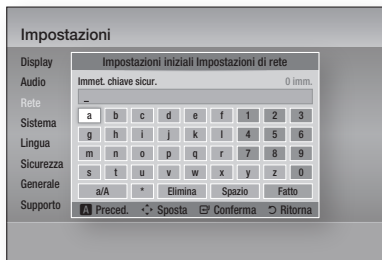 Impostazioni
Display
Audio
Rete
Sistema
Lingua
Sicurezza
Generale
Supporto
Impostazioni iniziali Impostazioni di rete
Immet. chiave sicur. 0 imm.
_
a b c d e f 1 2 3
g h i j k l 4 5 6
m n o p q r 7 8 9
s t u v w x y z 0
a/A * Elimina Spazio Fatto
A Preced. Sposta Conferma Ritorna